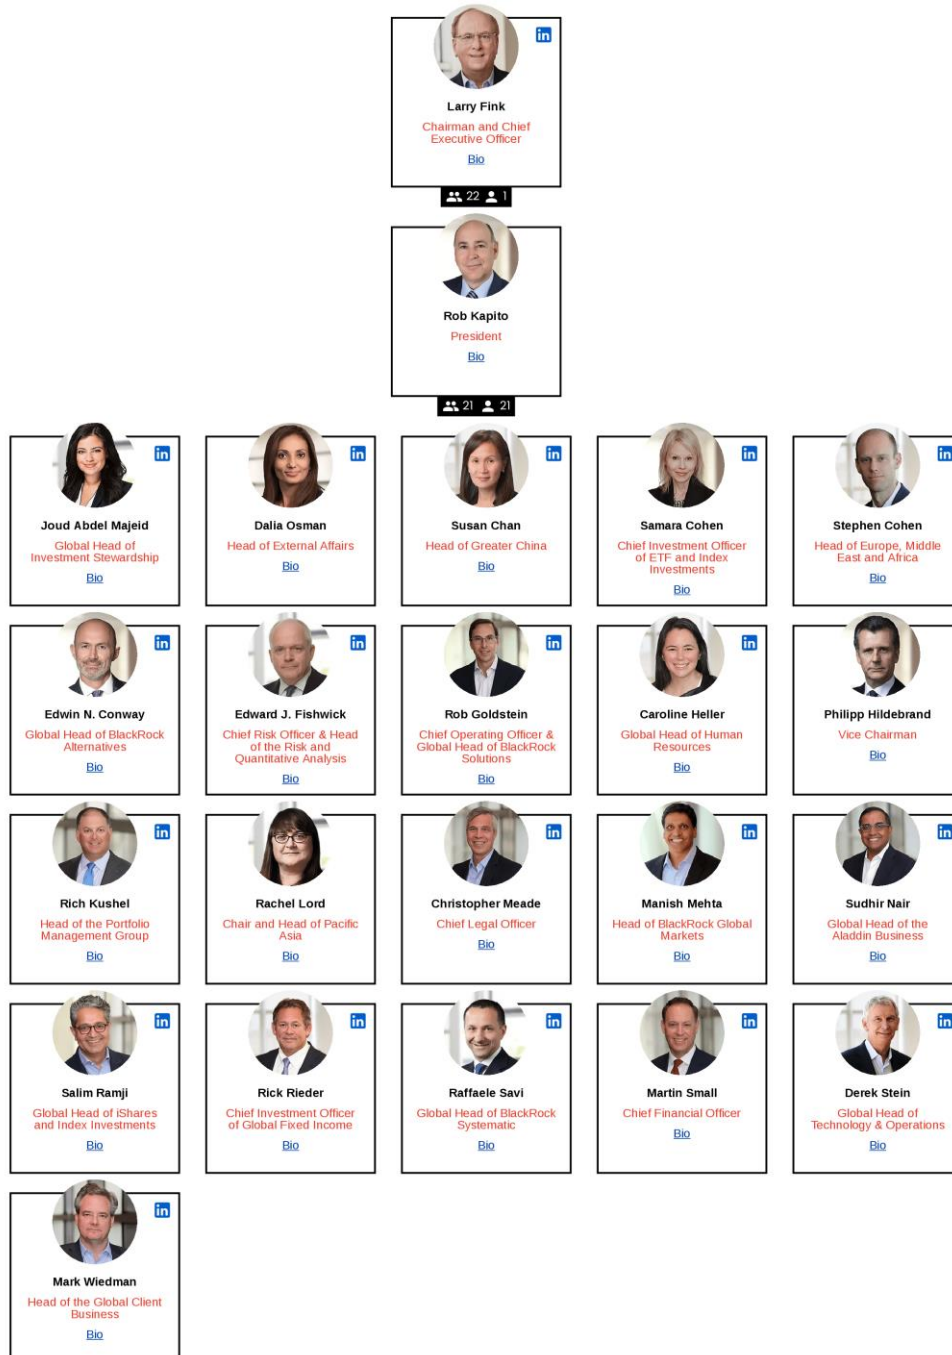 in
Larry Fink
Chairman and Chief
Executive Officer
Bio
22 1
Rob Kapito
President
Bio
21 21
in
Joud Abdel Majeid
Global Head of
Investment Stewardship
Bio
in
Dalia Osman
Head of External Affairs
Bio
in
Susan Chan
Head of Greater China
Bio
in
Samara Cohen
Chief Investment Officer
of ETF and Index
Investments
Bio
in
Stephen Cohen
Head of Europe, Middle
East and Africa
Bio
in
Edwin N. Conway
Global Head of BlackRock
Alternatives
Bio
in
Edward J. Fishwick
Chief Risk Officer & Head
of the Risk and
Quantitative Analysis
Bio
in
Rob Goldstein
Chief Operating Officer &
Global Head of BlackRock
Solutions
Bio
in
Caroline Heller
Global Head of Human
Resources
Bio
Philipp Hildebrand
Vice Chairman
Bio
in
Rich Kushel
Head of the Portfolio
Management Group
Bio
Rachel Lord
Chair and Head of Pacific
Asia
Bio
in
Christopher Meade
Chief Legal Officer
Bio
in
Manish Mehta
Head of BlackRock Global
Markets
Bio
in
Sudhir Nair
Global Head of the
Aladdin Business
Bio
in
Salim Ramji
Global Head of iShares
and Index Investments
Bio
in
Rick Rieder
Chief Investment Officer
of Global Fixed Income
Bio
in
Raffaele Savi
Global Head of BlackRock
Systematic
Bio
in
Martin Small
Chief Financial Officer
Bio
in
Derek Stein
Global Head of
Technology & Operations
Bio
in
Mark Wiedman
Head of the Global Client
Business
Bio